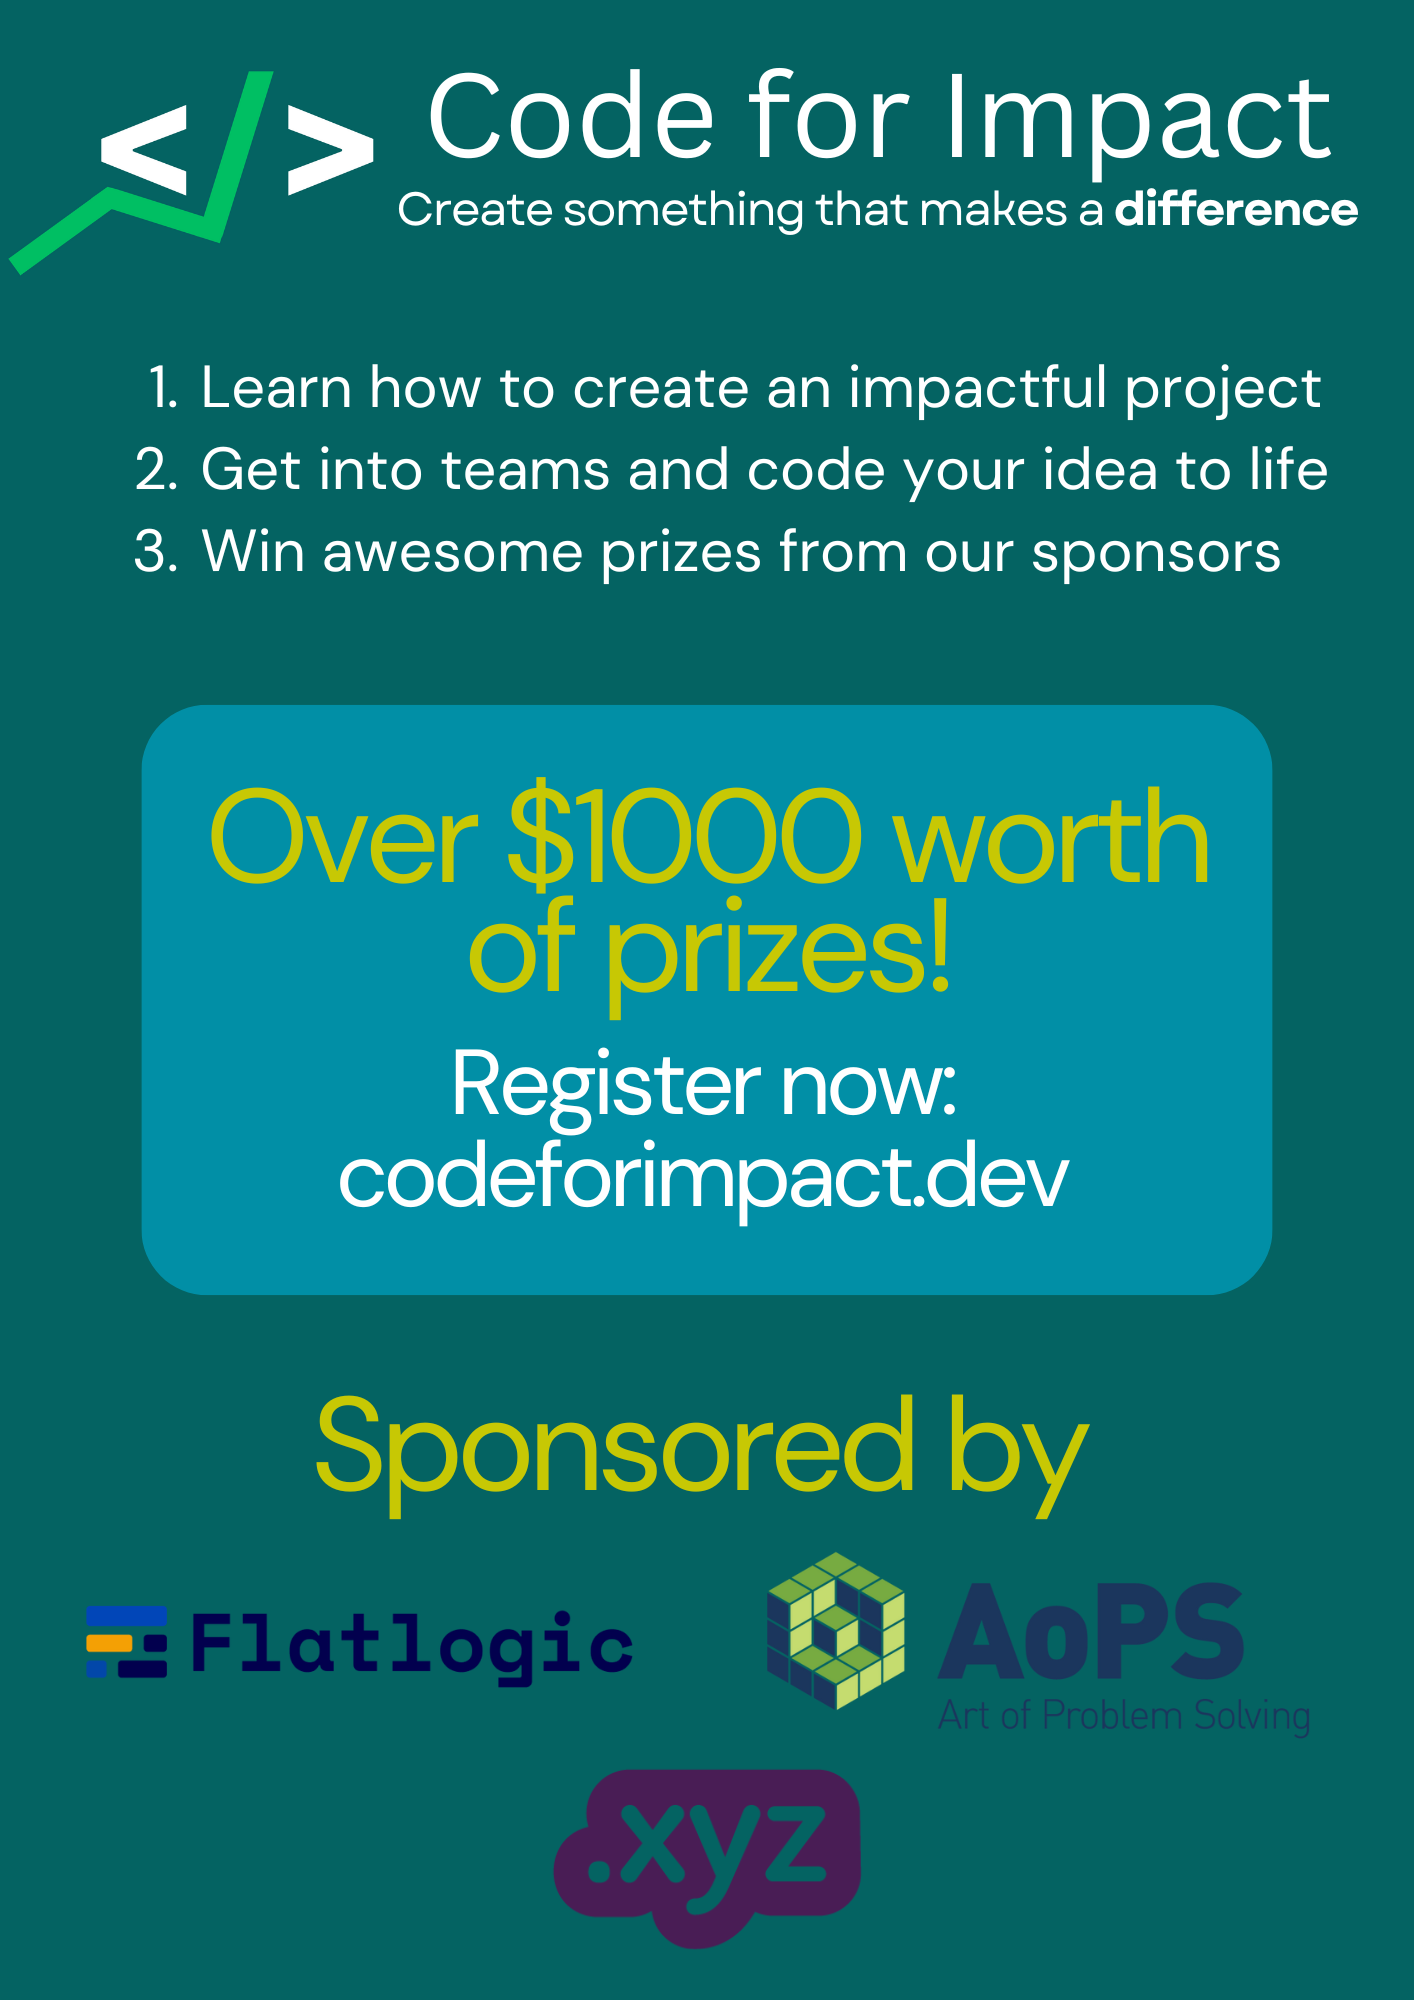 </> Code for Impact
Create something that makes a difference
1. Learn how to create an impactful project
2. Get into teams and code your idea to life
3. Win awesome prizes from our sponsors
Over $1000 worth
of prizes!
Register now:
codeforimpact.dev
Sponsored by
Flatlogic
AoPS
Art of Problem Solving
.xyz